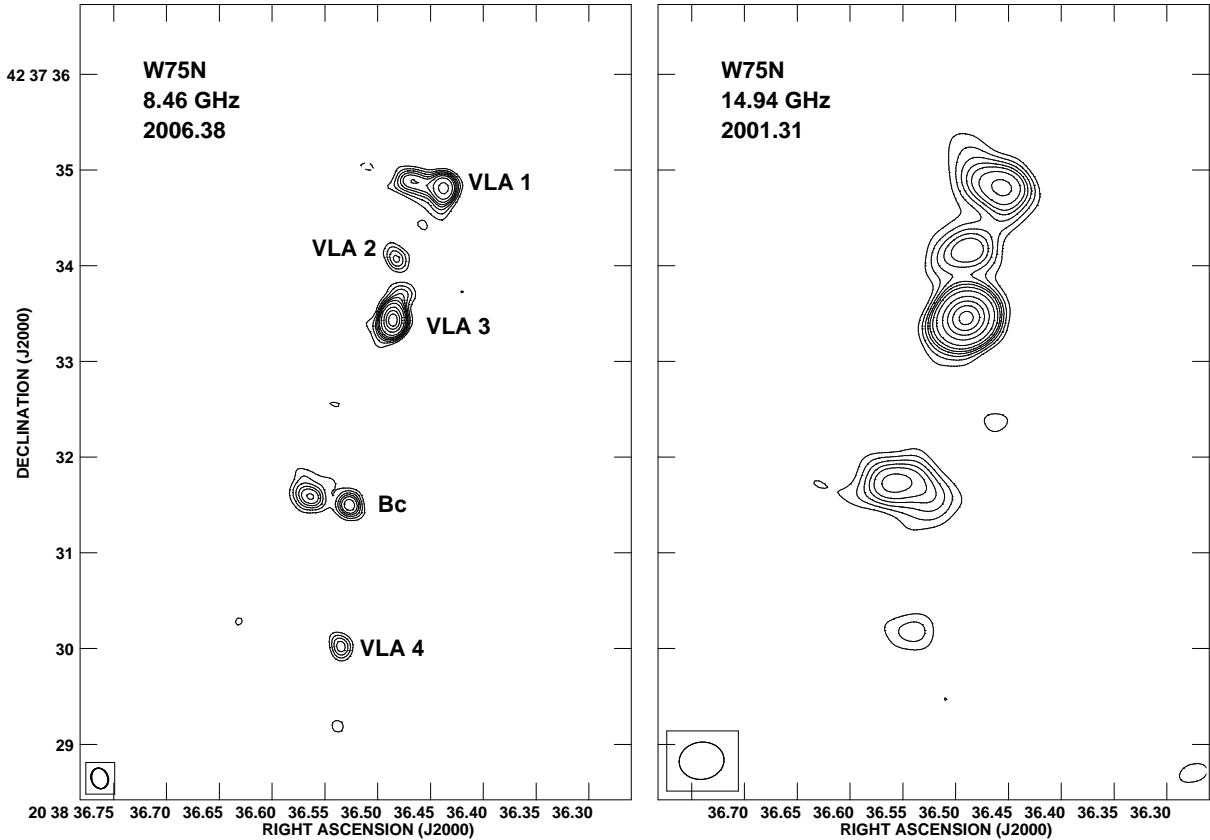 W75N
8.46 GHz
2006.38
VLA 1
VLA 2
VLA 3
Bc
VLA 4
DECLINATION (J2000)
42 37 36
35
34
33
32
31
30
29
20 38 36.75 36.70 36.65 36.60 36.55 36.50 36.45 36.40 36.35 36.30
RIGHT ASCENSION (J2000)
W75N
14.94 GHz
2001.31
36.70 36.65 36.60 36.55 36.50 36.45 36.40 36.35 36.30
RIGHT ASCENSION (J2000)